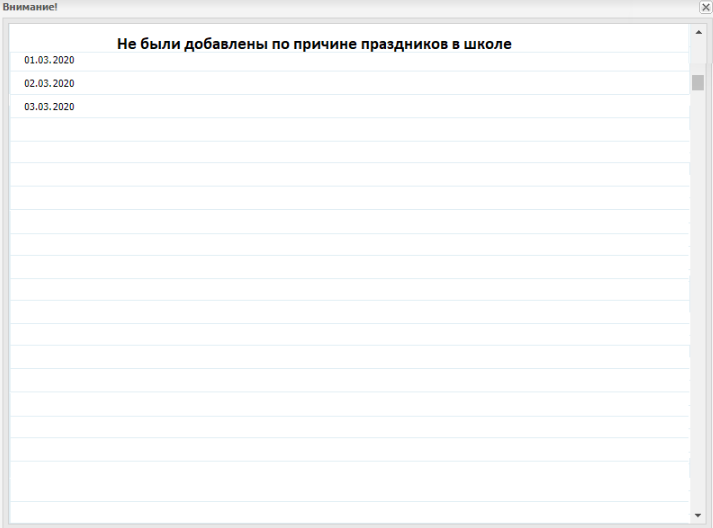 Внимание!
Не были добавлены по причине праздников в школе
01.03.2020
02.03.2020
03.03.2020